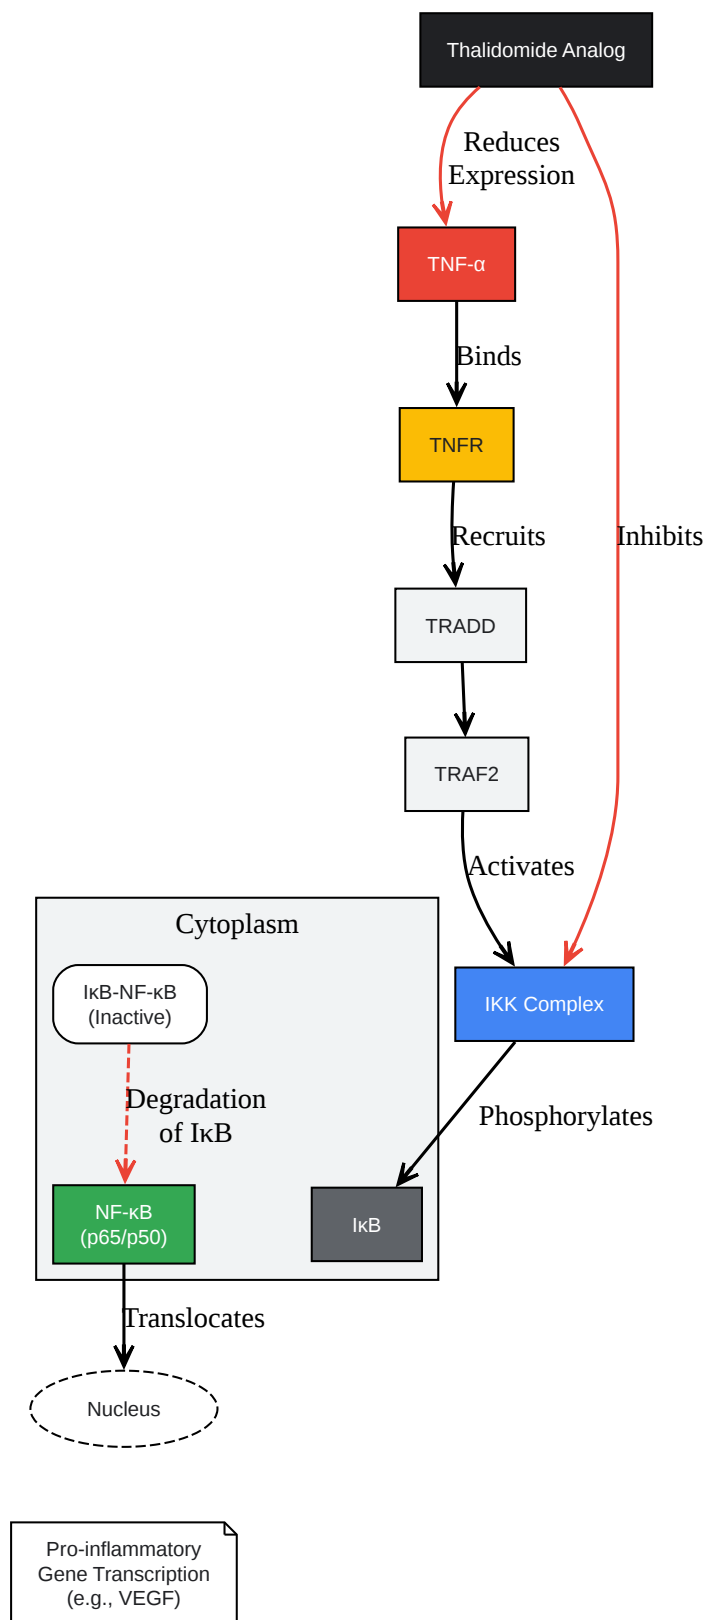 Thalidomide Analog
Reduces
Expression
TNF-α
Binds
TNFR
Recruits
Inhibits
TRADD
TRAF2
Activates
Cytoplasm
IκB-NF-κB
(Inactive)
IKK Complex
Degradation
of IκB
Phosphorylates
NF-κB
(p65/p50)
IκB
Translocates
Nucleus
Pro-inflammatory
Gene Transcription
(e.g., VEGF)